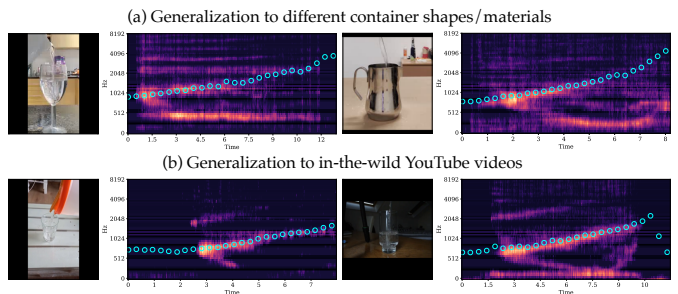 (a) Generalization to different container shapes/materials
8192
4096
2048
1024
512
0
Hz
0 1.5 3 4.5 6 7.5 9 10 12
Time
8192
4096
2048
1024
512
0
Hz
0 1 2 3 4 5 6 7 8
Time
(b) Generalization to in-the-wild YouTube videos
8192
4096
2048
1024
512
0
Hz
0 1 2 3 4 5 6 7
Time
8192
4096
2048
1024
512
0
Hz
0 1.5 3 4.5 6 7.5 9 10
Time